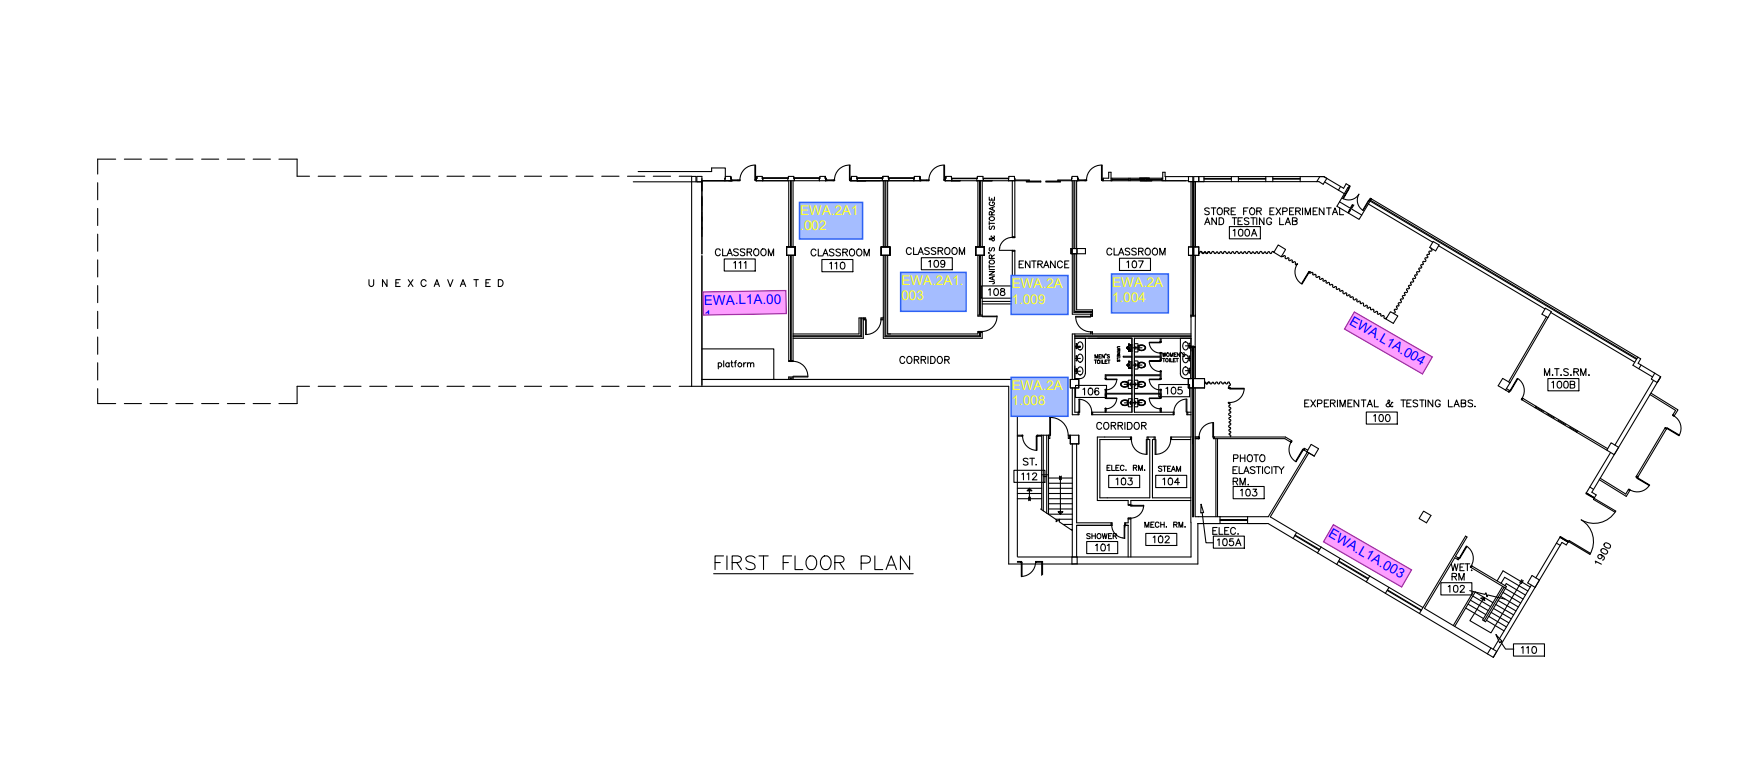 UNEXCAVATED
CLASSROOM
111
EWA.L1A.00
platform
EWA.2A1
.002
CLASSROOM
110
CLASSROOM
109
EWA.2A1.
003
JANITOR'S & STORAGE
108
ENTRANCE
EWA.2A
1.009
CLASSROOM
107
EWA.2A
1.004
CORRIDOR
EWA.2A
1.008
MEN'S
TOILET
106
WOMEN'S
TOILET
105
CORRIDOR
ST.
112
ELEC. RM.
103
STEAM
104
SHOWER
101
MECH. RM.
102
STORE FOR EXPERIMENTAL
AND TESTING LAB
100A
EWA.L1A.004
M.T.S.RM.
100B
EXPERIMENTAL & TESTING LABS.
100
PHOTO
ELASTICITY
RM.
103
ELEC.
105A
EWA.L1A.003
WET.
RM
102
110
1900
FIRST FLOOR PLAN